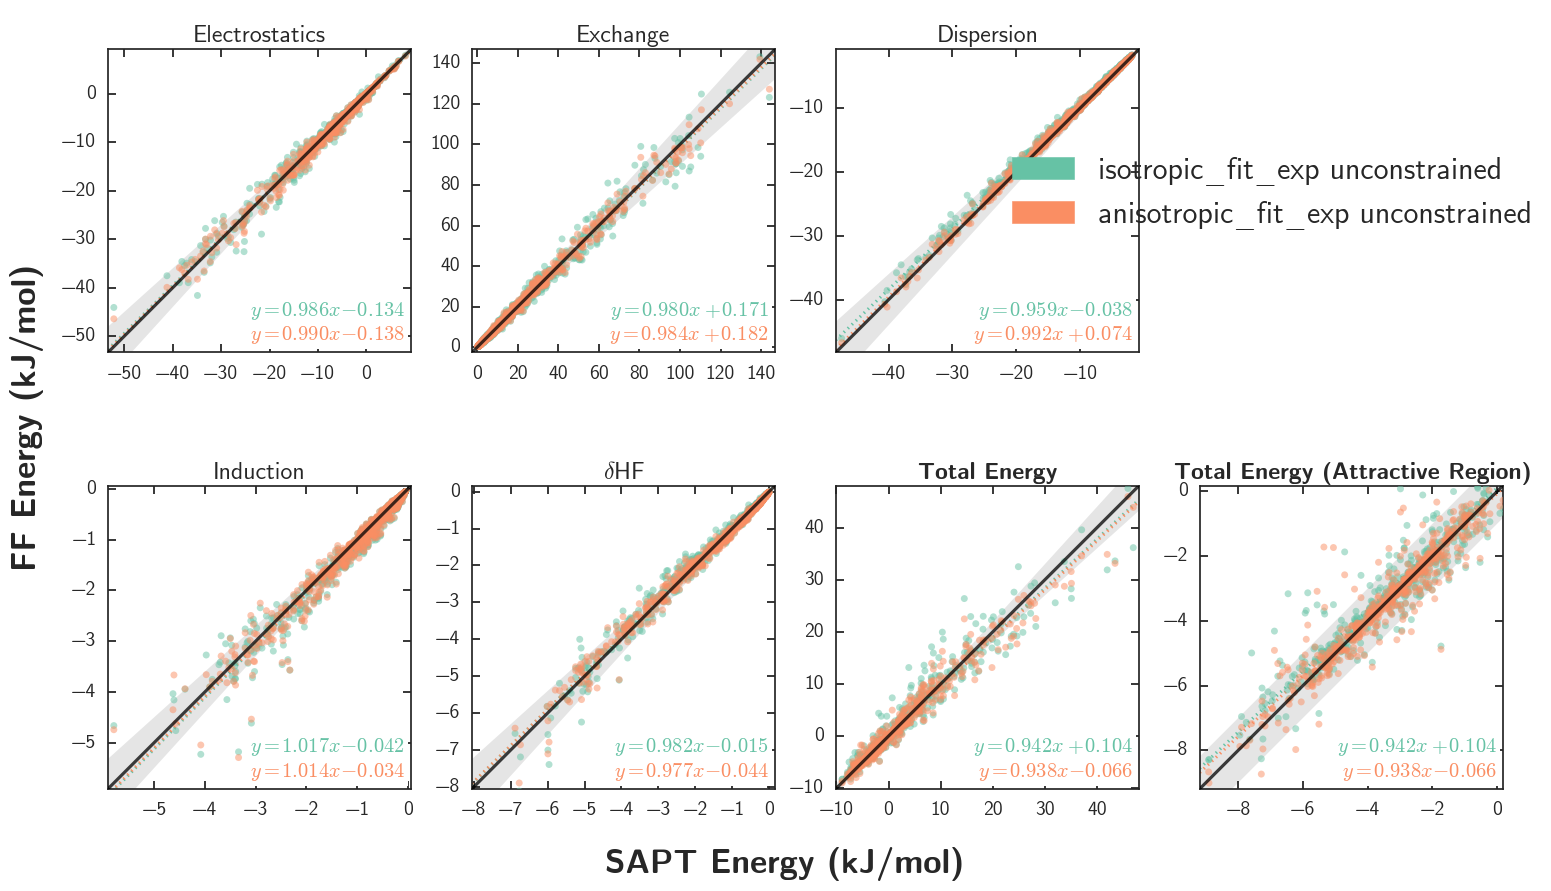 Electrostatics
0
−10
−20
−30
−40
−50
−50 −40 −30 −20 −10 0
y=0.986x−0.134
y=0.990x−0.138
Exchange
140
120
100
80
60
40
20
0
0 20 40 60 80 100 120 140
y=0.980x+0.171
y=0.984x+0.182
Dispersion
−10
−20
−30
−40
−40 −30 −20 −10
y=0.959x−0.038
y=0.992x+0.074
isotropic_fit_exp unconstrained
anisotropic_fit_exp unconstrained
FF Energy (kJ/mol)
Induction
0
−1
−2
−3
−4
−5
−5 −4 −3 −2 −1 0
y=1.017x−0.042
y=1.014x−0.034
δHF
0
−1
−2
−3
−4
−5
−6
−7
−8
−8 −7 −6 −5 −4 −3 −2 −1 0
y=0.982x−0.015
y=0.977x−0.044
Total Energy
40
30
20
10
0
−10
−10 0 10 20 30 40
y=0.942x+0.104
y=0.938x−0.066
Total Energy (Attractive Region)
0
−2
−4
−6
−8
−8 −6 −4 −2 0
y=0.942x+0.104
y=0.938x−0.066
SAPT Energy (kJ/mol)